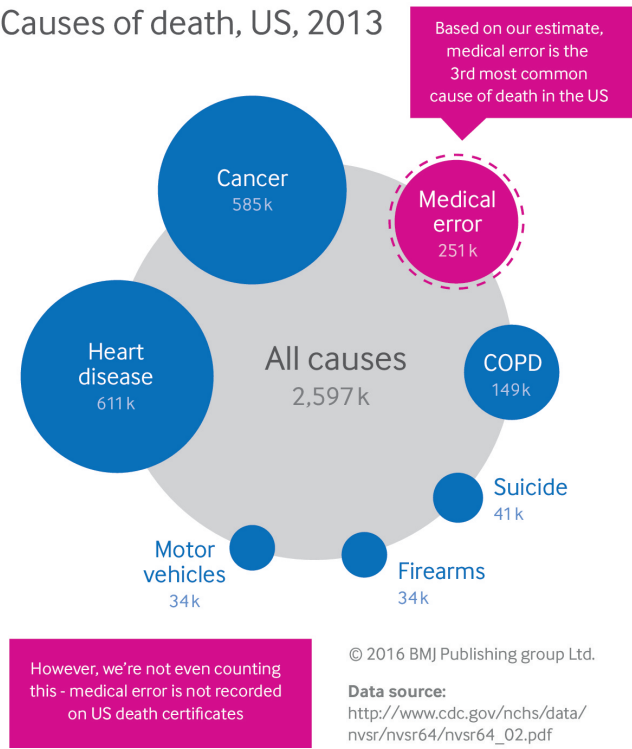 Causes of death, US, 2013
Based on our estimate,
medical error is the
3rd most common
cause of death in the US
Cancer
585k
Medical
error
251k
Heart
disease
611k
All causes
2,597k
COPD
149k
Suicide
41k
Motor
vehicles
34k
Firearms
34k
However, we're not even counting
this - medical error is not recorded
on US death certificates
© 2016 BMJ Publishing group Ltd.
Data source:
http://www.cdc.gov/nchs/data/
nvsr/nvsr64/nvsr64_02.pdf